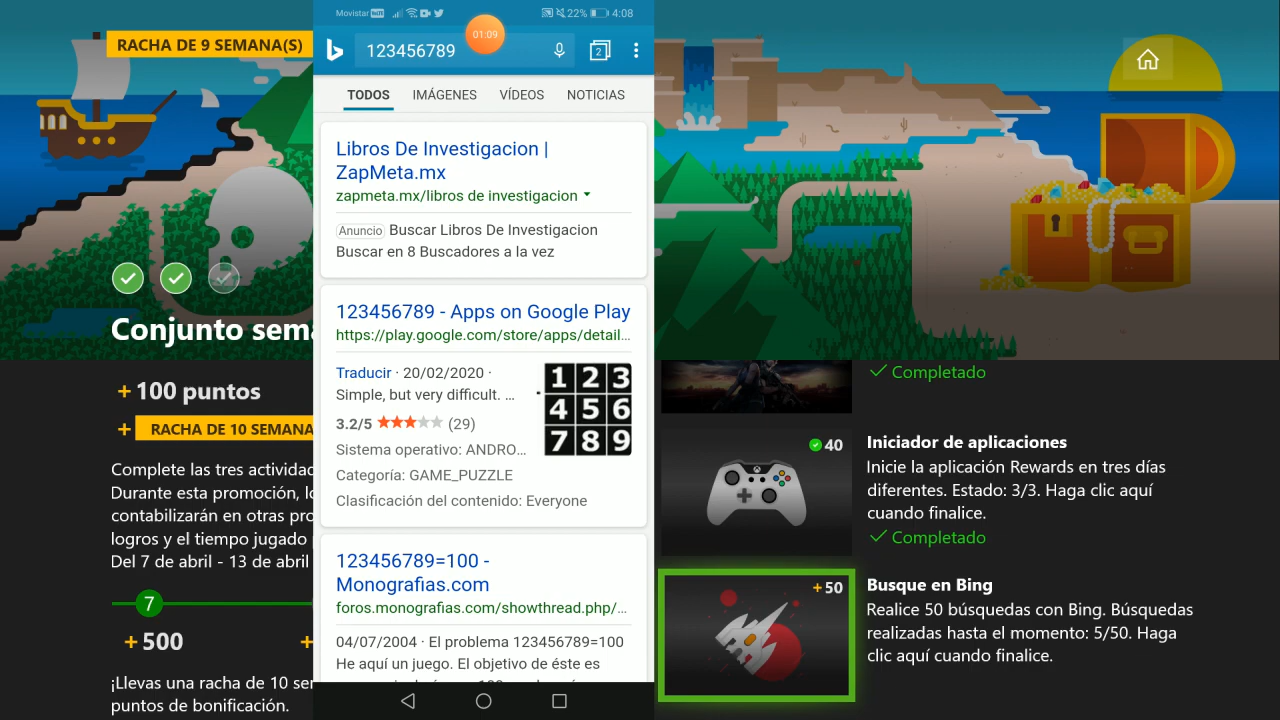 RACHA DE 9 SEMANA(S)
Conjunto sem
+ 100 puntos
+ RACHA DE 10 SEMANA
Complete las tres actividad
Durante esta promoción, l
contabilizarán en otras pro
logros y el tiempo jugado
Del 7 de abril - 13 de abril
7
+ 500
+
¡Llevas una racha de 10 se
puntos de bonificación.
Movistar
22% 4:08
01:09
b 123456789
2
TODOS IMÁGENES VÍDEOS NOTICIAS
Libros De Investigacion |
ZapMeta.mx
zapmeta.mx/libros de investigacion
Anuncio Buscar Libros De Investigacion
Buscar en 8 Buscadores a la vez
123456789 - Apps on Google Play
https://play.google.com/store/apps/detail...
Traducir · 20/02/2020 ·
Simple, but very difficult. ...
3.2/5 (29)
Sistema operativo: ANDRO...
Categoría: GAME_PUZZLE
Clasificación del contenido: Everyone
1 2 3
4 5 6
7 8 9
123456789=100 -
Monografias.com
foros.monografias.com/showthread.php/...
04/07/2004 · El problema 123456789=100
He aquí un juego. El objetivo de éste es
Completado
40
Iniciador de aplicaciones
Inicie la aplicación Rewards en tres días
diferentes. Estado: 3/3. Haga clic aquí
cuando finalice.
Completado
+50
Busque en Bing
Realice 50 búsquedas con Bing. Búsquedas
realizadas hasta el momento: 5/50. Haga
clic aquí cuando finalice.